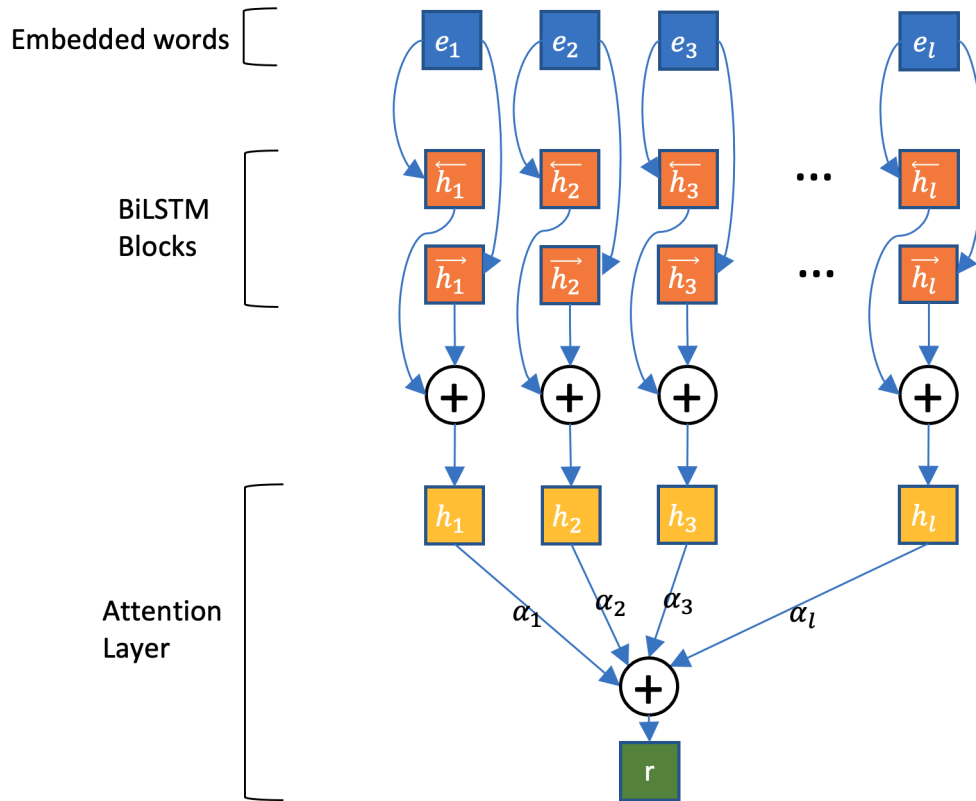 Embedded words
e₁ e₂ e₃ eₗ
BiLSTM
Blocks
←h₁ ←h₂ ←h₃ ... ←hₗ
→h₁ →h₂ →h₃ ... →hₗ
+ + + +
Attention
Layer
h₁ h₂ h₃ hₗ
α₁ α₂ α₃ αₗ
+
r